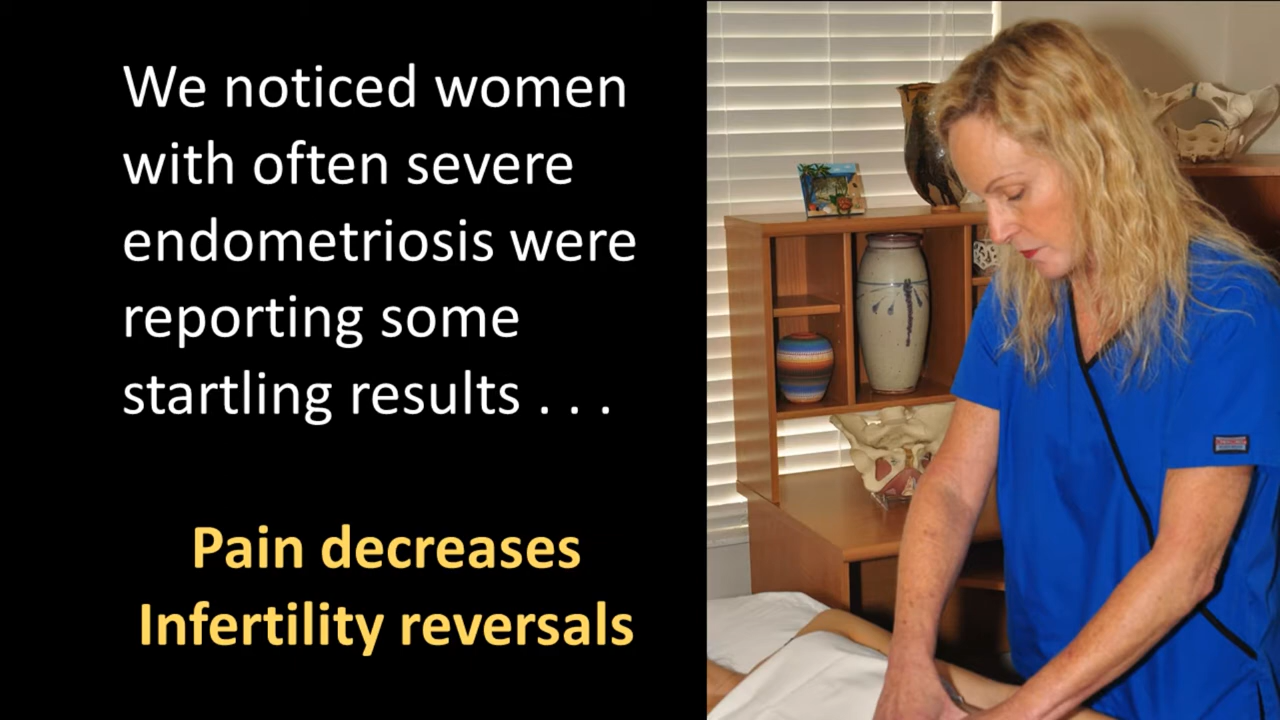 We noticed women
with often severe
endometriosis were
reporting some
startling results . . .
Pain decreases
Infertility reversals